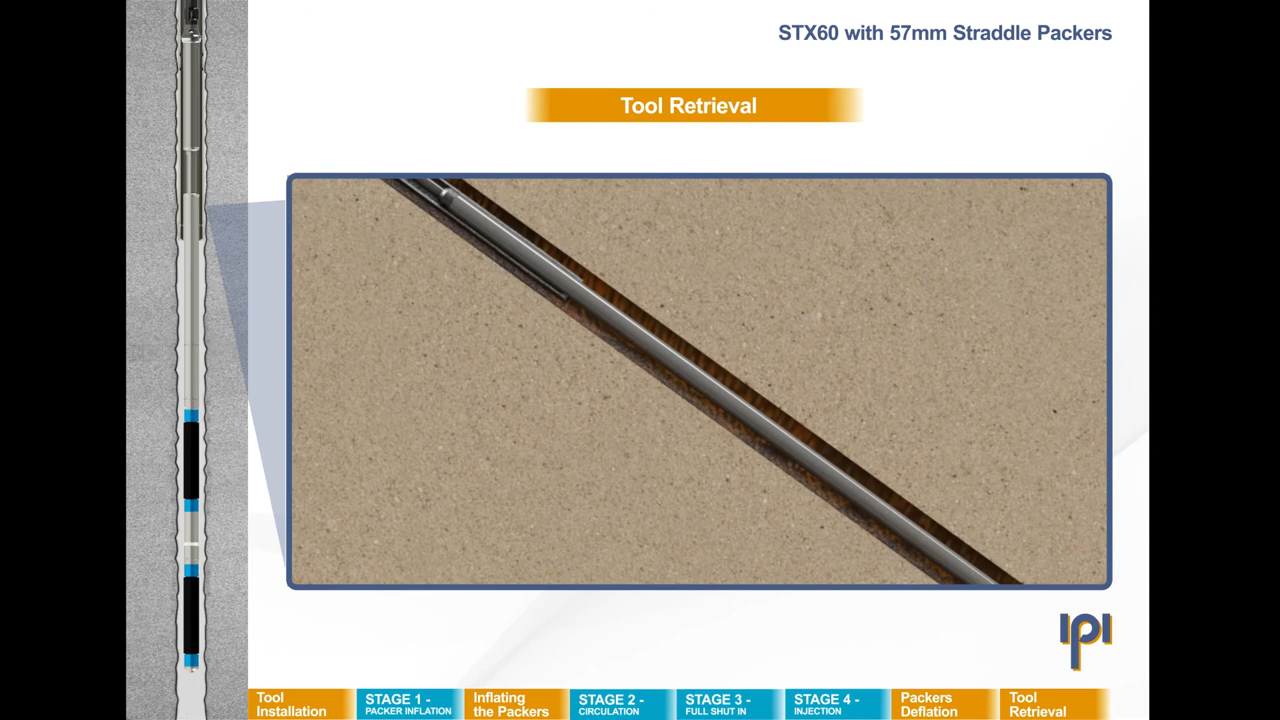 STX60 with 57mm Straddle Packers
Tool Retrieval
IPI
Tool
Installation
STAGE 1 -
PACKER INFLATION
Inflating
the Packers
STAGE 2 -
CIRCULATION
STAGE 3 -
FULL SHUT IN
STAGE 4 -
INJECTION
Packers
Deflation
Tool
Retrieval